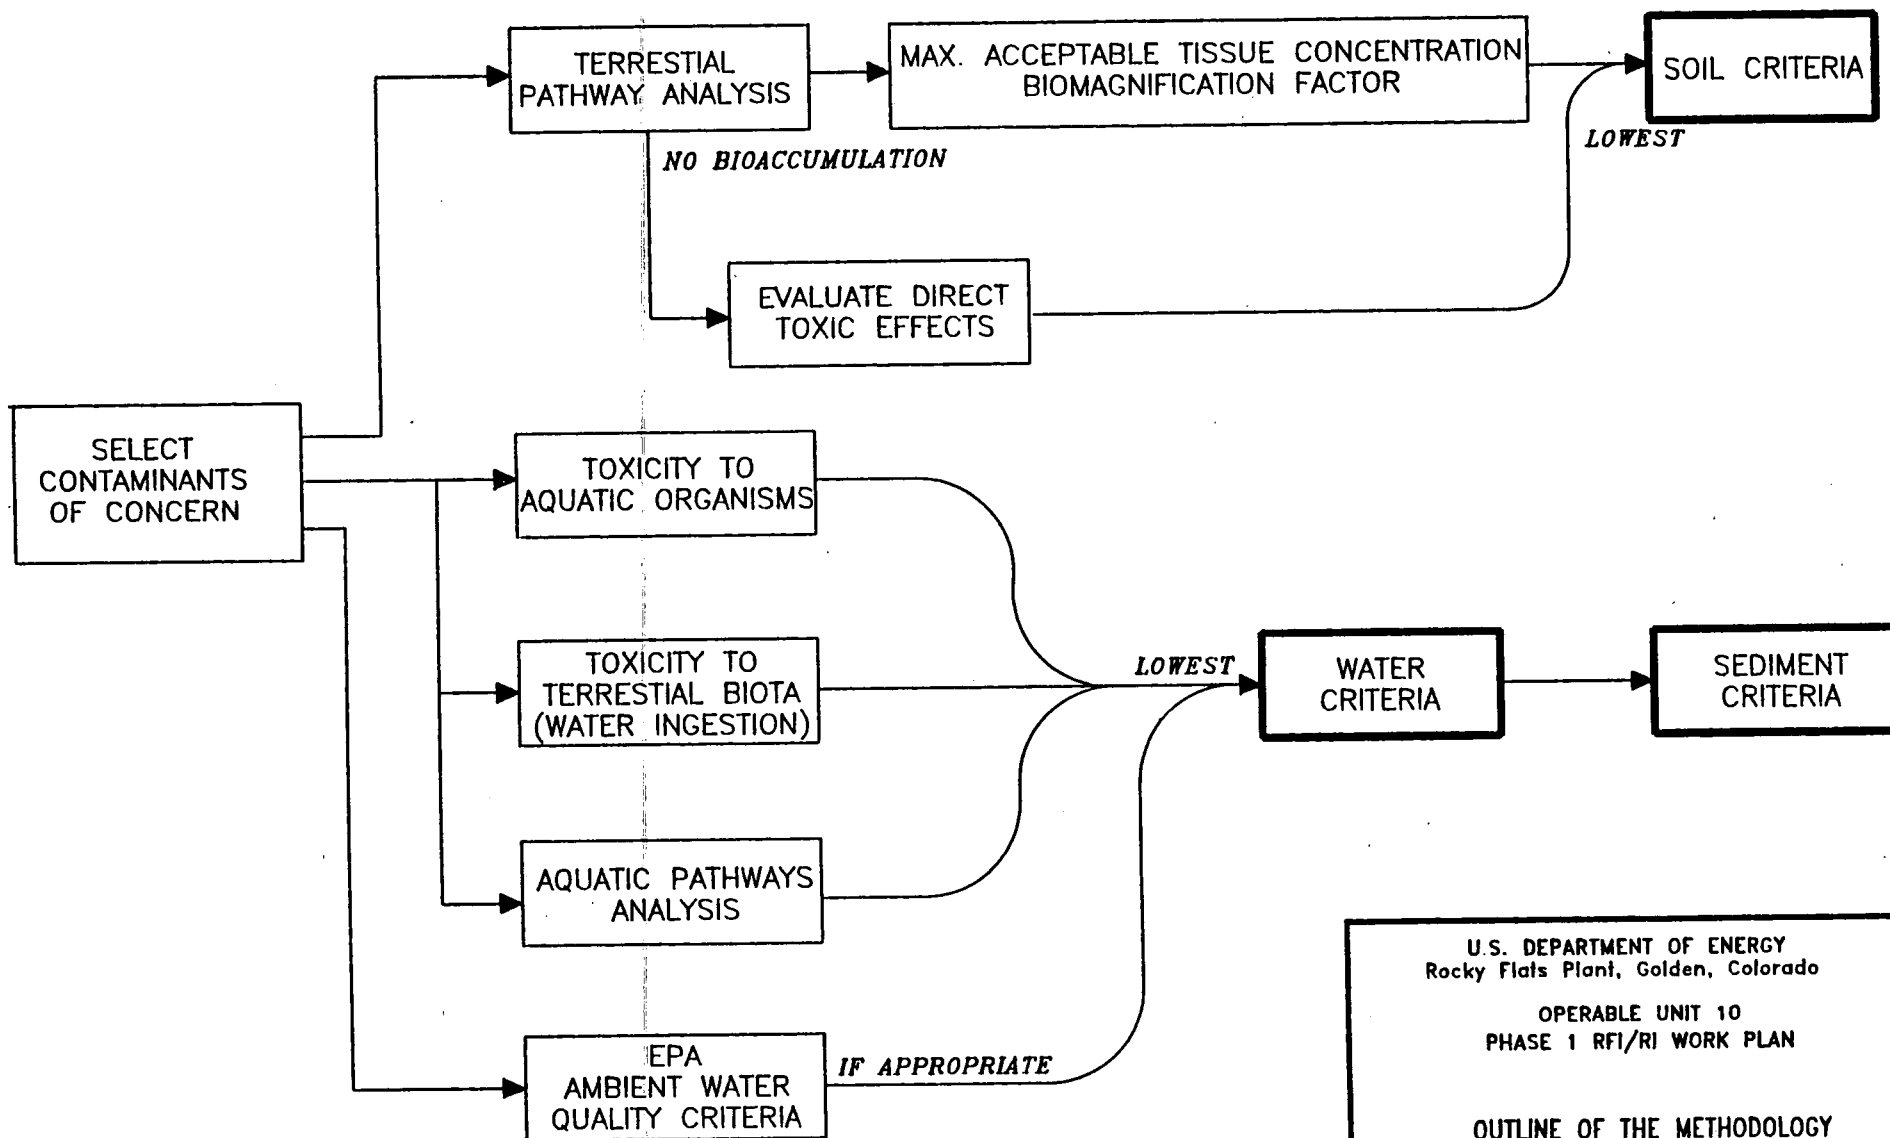 TERRESTIAL
PATHWAY ANALYSIS
MAX. ACCEPTABLE TISSUE CONCENTRATION
BIOMAGNIFICATION FACTOR
SOIL CRITERIA
LOWEST
NO BIOACCUMULATION
EVALUATE DIRECT
TOXIC EFFECTS
SELECT
CONTAMINANTS
OF CONCERN
TOXICITY TO
AQUATIC ORGANISMS
TOXICITY TO
TERRESTIAL BIOTA
(WATER INGESTION)
LOWEST
WATER
CRITERIA
SEDIMENT
CRITERIA
AQUATIC PATHWAYS
ANALYSIS
EPA
AMBIENT WATER
QUALITY CRITERIA
IF APPROPRIATE
U.S. DEPARTMENT OF ENERGY
Rocky Flats Plant, Golden, Colorado
OPERABLE UNIT 10
PHASE 1 RFI/RI WORK PLAN
OUTLINE OF THE METHODOLOGY